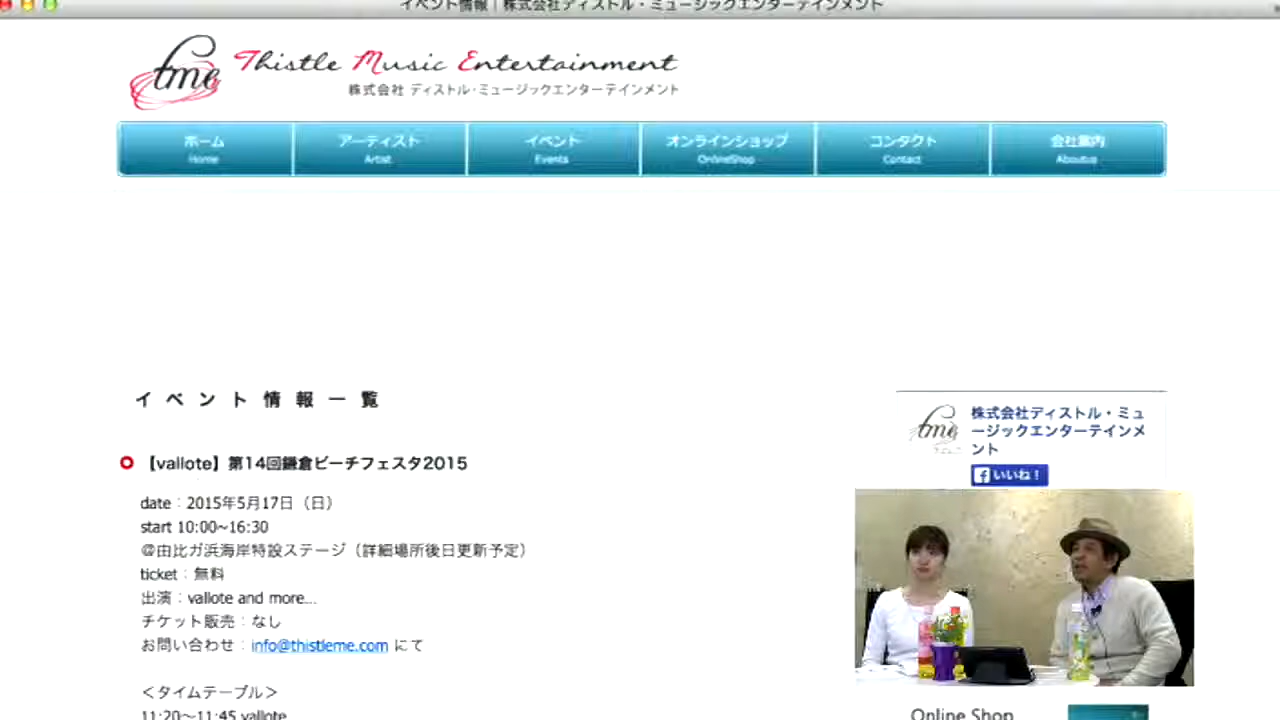 イベント情報 | 株式会社ディストル・ミュージックエンターテインメント
tme Thistle Music Entertainment
株式会社 ディストル・ミュージックエンターテインメント
ホーム アーティスト イベント オンラインショップ コンタクト 会社案内
Home Artist Events OnlineShop Contact Aboutus
イベント情報一覧
株式会社ディストル・ミュ
ージックエンターテインメ
ント
tme
いいね！
【vallote】第14回鎌倉ビーチフェスタ2015
date：2015年5月17日（日）
start 10:00~16:30
@由比ガ浜海岸特設ステージ（詳細場所後日更新予定）
ticket：無料
出演：vallote and more...
チケット販売：なし
お問い合わせ：info@thistleme.com にて
＜タイムテーブル＞
11:20〜11:45 vallote
Online Shop